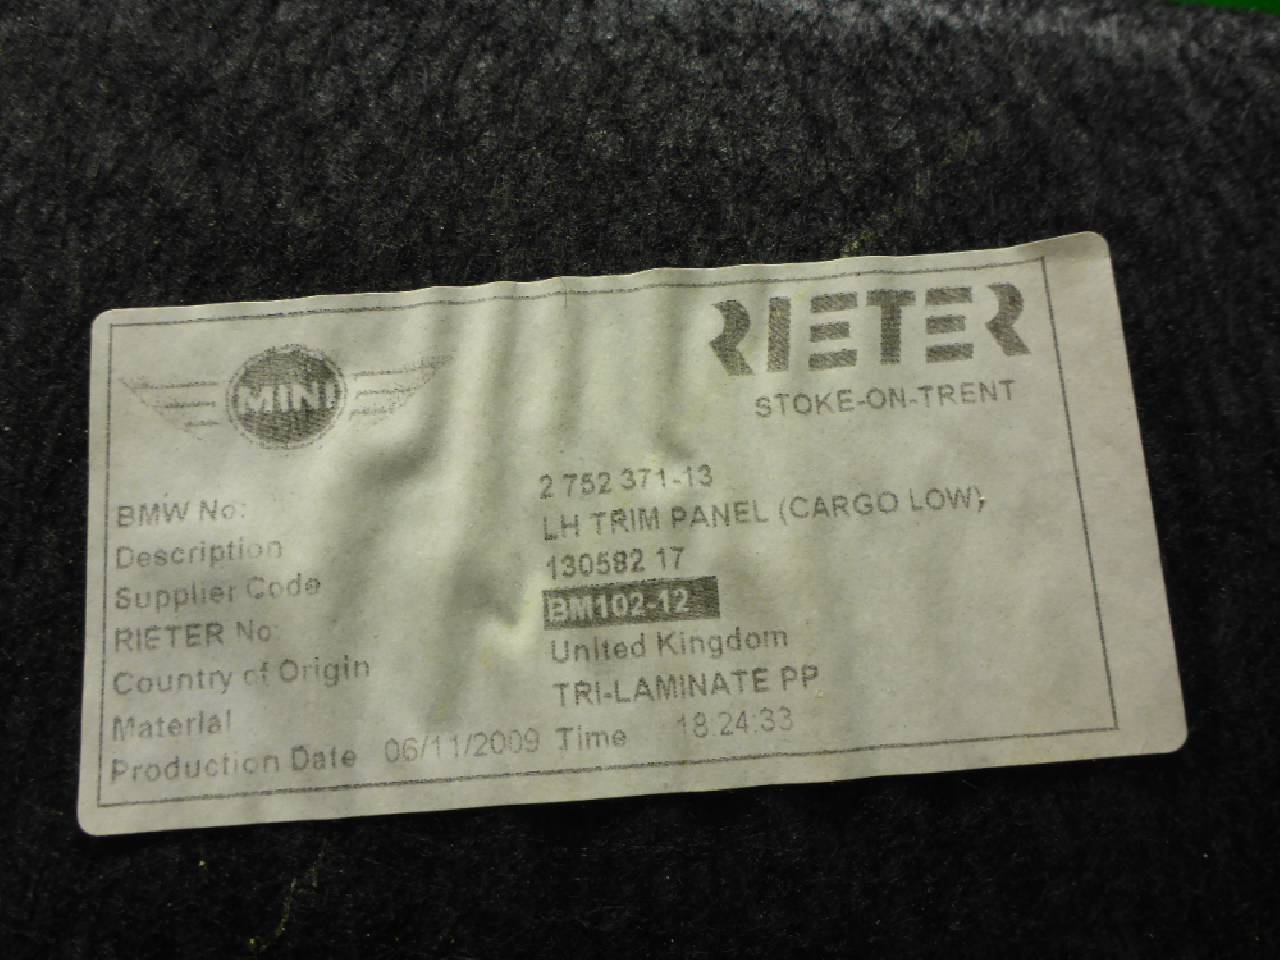 MINI
RIETER
STOKE-ON-TRENT
BMW No: 2 752 371-13
Description LH TRIM PANEL (CARGO LOW)
Supplier Code 130582 17
RIETER No: BM102-12
Country of Origin United Kingdom
Material TRI-LAMINATE PP
Production Date 06/11/2009 Time 18:24:33